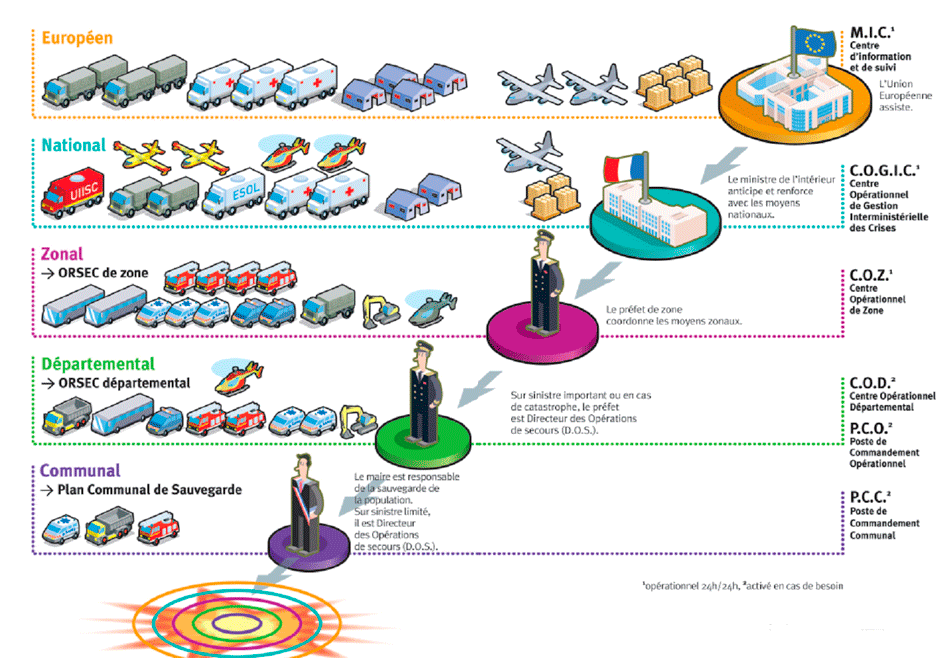 Européen
M.I.C.¹
Centre
d'information
et de suivi
L'Union
Européenne
assiste.
National
UIISC
ESOL
Le ministre de l'intérieur
anticipe et renforce
avec les moyens
nationaux.
C.O.G.I.C.¹
Centre
Opérationnel
de Gestion
Interministérielle
des Crises
Zonal
→ ORSEC de zone
Le préfet de zone
coordonne les moyens zonaux.
C.O.Z.¹
Centre
Opérationnel
de Zone
Départemental
→ ORSEC départemental
Sur sinistre important ou en cas
de catastrophe, le préfet
est Directeur des Opérations
de secours (D.O.S.).
C.O.D.²
Centre Opérationnel
Départemental
P.C.O.²
Poste de
Commandement
Opérationnel
Communal
→ Plan Communal de Sauvegarde
Le maire est responsable
de la sauvegarde de
la population.
Sur sinistre limité,
il est Directeur
des Opérations
de secours (D.O.S.).
P.C.C.²
Poste de
Commandement
Communal
¹opérationnel 24h/24h, ²activé en cas de besoin